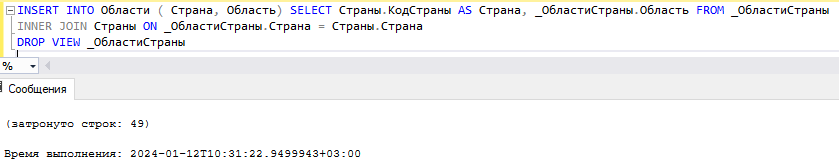 INSERT INTO Области ( Страна, Область) SELECT Страны.КодСтраны AS Страна, _ОбластиСтраны.Область FROM _ОбластиСтраны
INNER JOIN Страны ON _ОбластиСтраны.Страна = Страны.Страна
DROP VIEW _ОбластиСтраны
%
Сообщения
(затронуто строк: 49)
Время выполнения: 2024-01-12T10:31:22.9499943+03:00